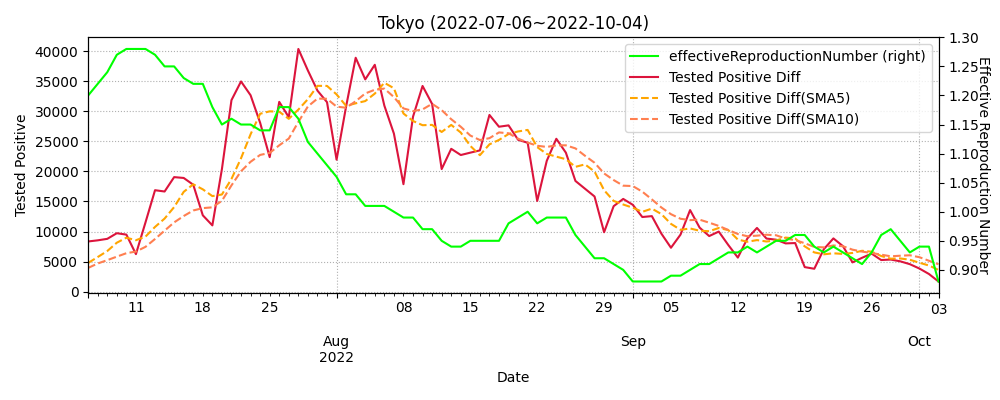 Tokyo (2022-07-06~2022-10-04)
effectiveReproductionNumber (right)
Tested Positive Diff
Tested Positive Diff(SMA5)
Tested Positive Diff(SMA10)
Tested Positive
40000
35000
30000
25000
20000
15000
10000
5000
0
Effective Reproduction Number
1.30
1.25
1.20
1.15
1.10
1.05
1.00
0.95
0.90
11 18 25 08 15 22 29 05 12 19 26 03
Aug Sep Oct
2022
Date